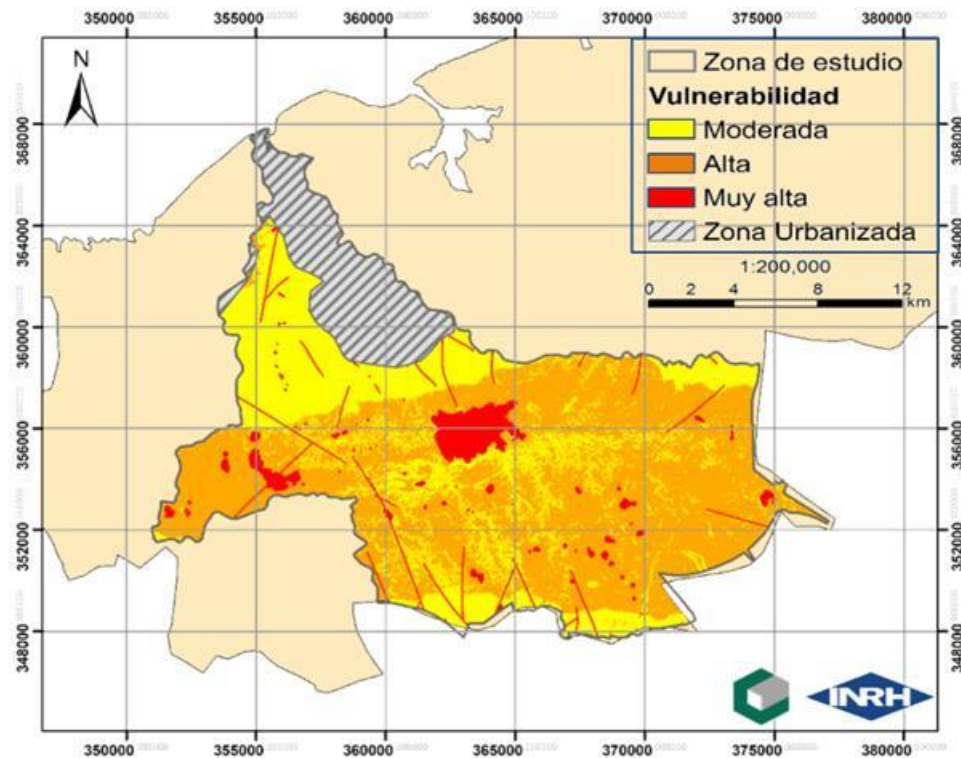 350000 355000 360000 365000 370000 375000 380000
N
Zona de estudio
Vulnerabilidad
Moderada
Alta
Muy alta
Zona Urbanizada
1:200,000
0 2 4 8 12
km
368000 368000
364000 364000
360000 360000
356000 356000
352000 352000
348000 348000
INRH
350000 355000 360000 365000 370000 375000 380000